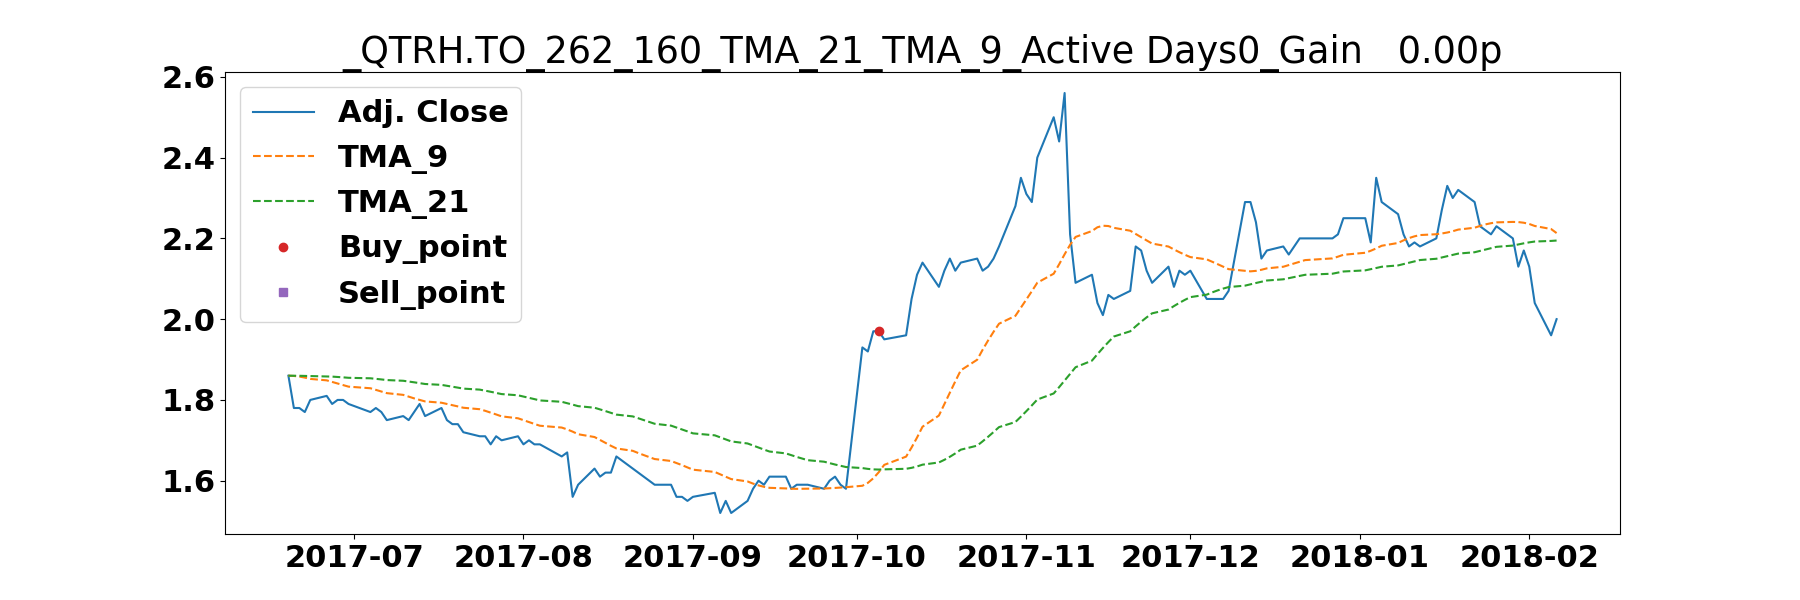 _QTRH.TO_262_160_TMA_21_TMA_9_Active Days0_Gain   0.00p
2.6
2.4
2.2
2.0
1.8
1.6
Adj. Close
TMA_9
TMA_21
Buy_point
Sell_point
2017-07 2017-08 2017-09 2017-10 2017-11 2017-12 2018-01 2018-02